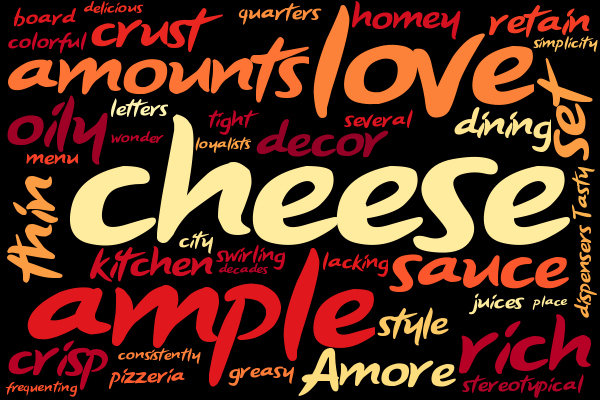 board
delicious
quarters
homey
retain
colorful
crust
simplicity
amounts
love
set
oily
letters
wonder
tight
loyalists
several
decor
dining
menu
cheese
Tasty
thin
city
kitchen
swirling
decades
lacking
sauce
dispensers
ample
juices
place
style
rich
crisp
consistently
pizzeria
greasy
Amore
frequenting
stereotypical